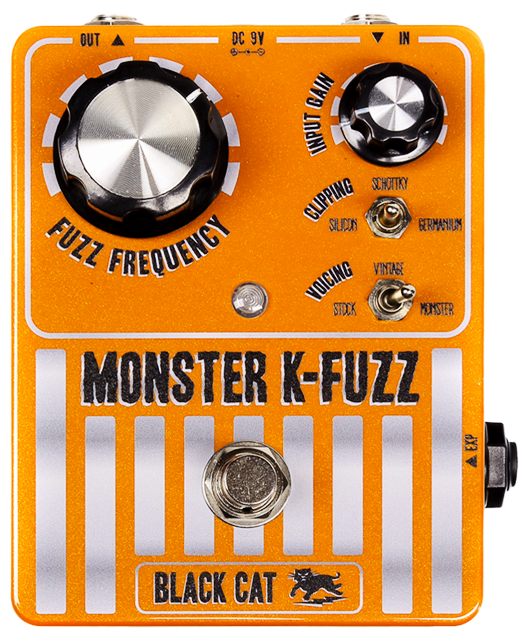 OUT
DC 9V
IN
INPUT GAIN
FUZZ FREQUENCY
CLIPPING
SCHOTTKY
SILICON
GERMANIUM
VOICING
VINTAGE
STOCK
MONSTER
MONSTER K-FUZZ
EXP
BLACK CAT